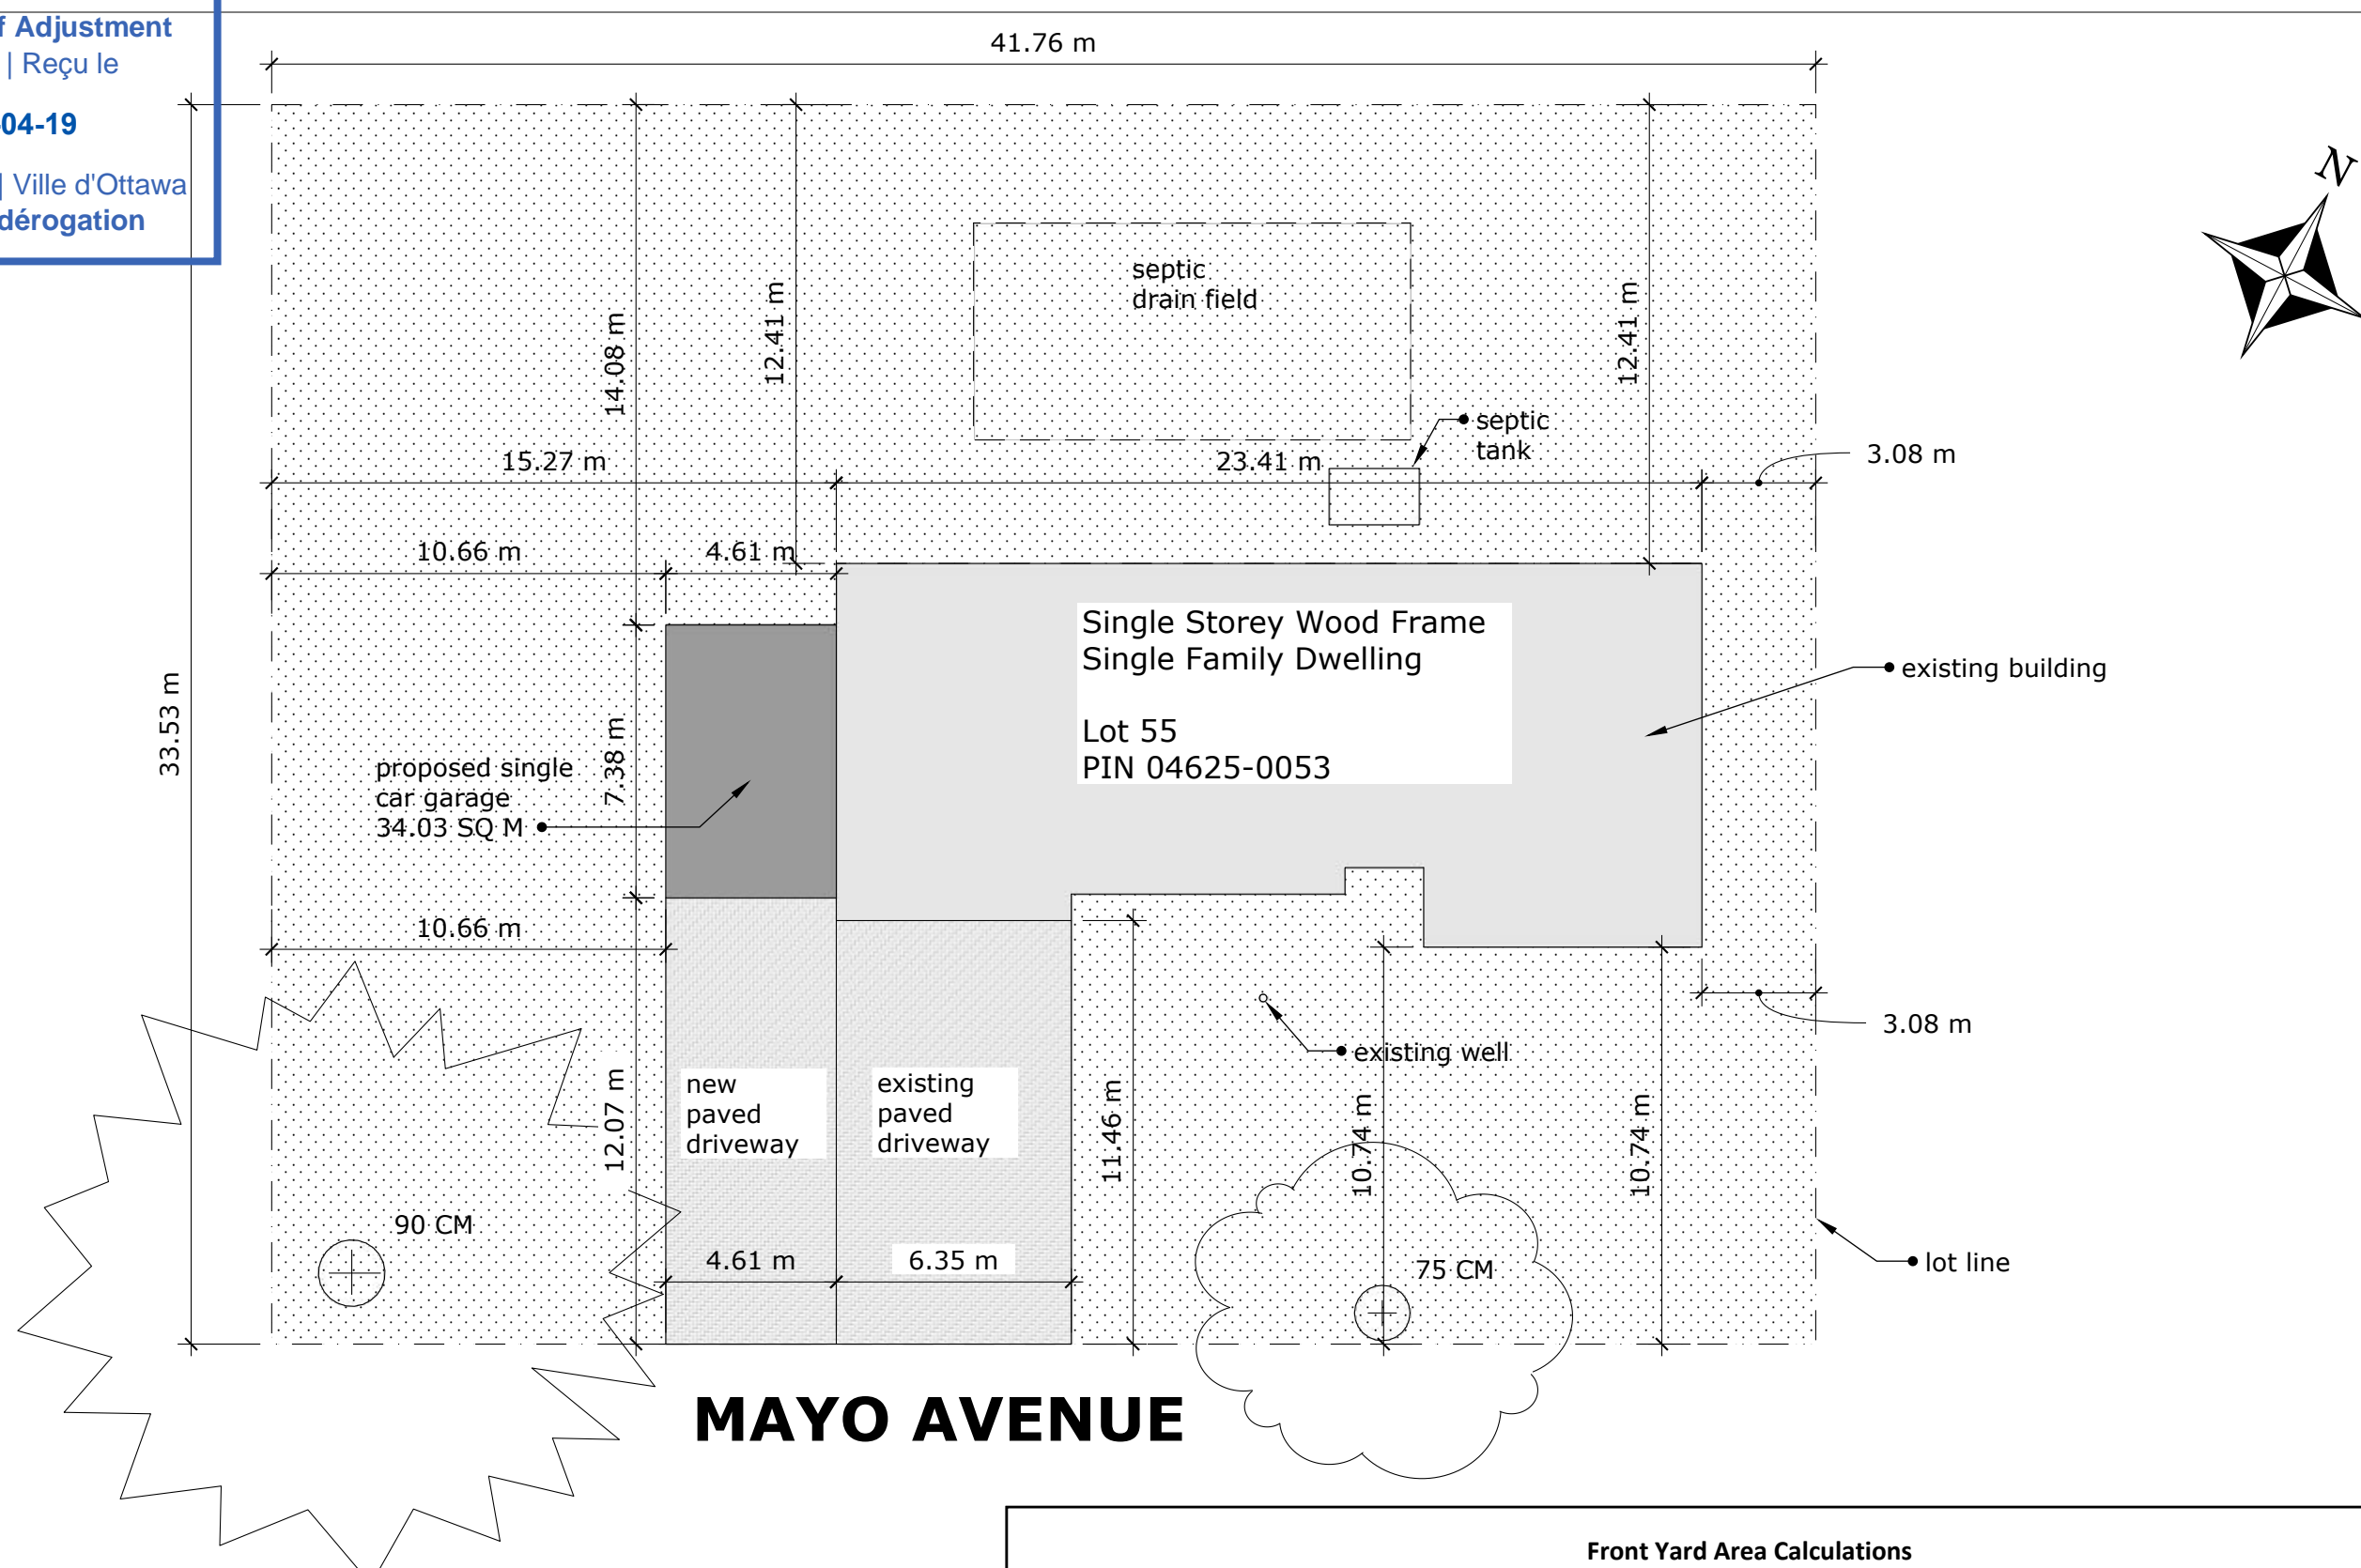 f Adjustment
| Reçu le
04-19
| Ville d'Ottawa
dérogation
41.76 m
N
septic
drain field
12.41 m
12.41 m
14.08 m
septic
tank
15.27 m
23.41 m
3.08 m
10.66 m
4.61 m
Single Storey Wood Frame
Single Family Dwelling
Lot 55
PIN 04625-0053
existing building
33.53 m
7.38 m
proposed single
car garage
34.03 SQ M
10.66 m
3.08 m
existing well
new
paved
driveway
existing
paved
driveway
12.07 m
11.46 m
10.74 m
10.74 m
90 CM
4.61 m
6.35 m
75 CM
lot line
MAYO AVENUE
Front Yard Area Calculations